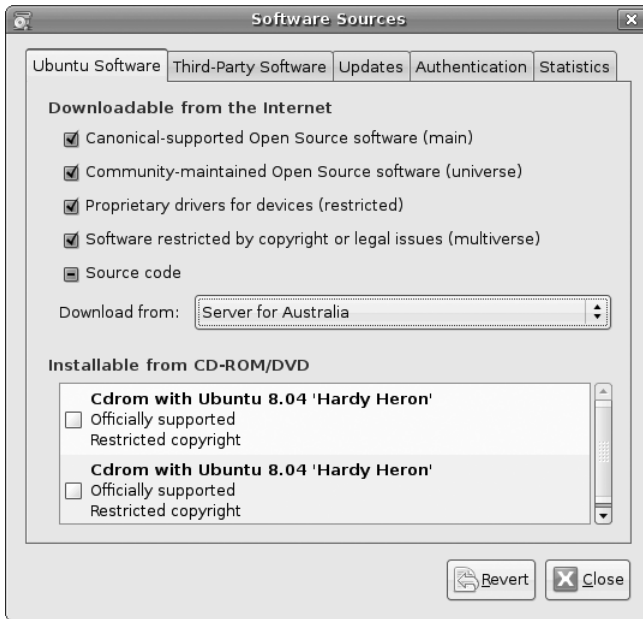 Software Sources
Ubuntu Software Third-Party Software Updates Authentication Statistics
Downloadable from the Internet
Canonical-supported Open Source software (main)
Community-maintained Open Source software (universe)
Proprietary drivers for devices (restricted)
Software restricted by copyright or legal issues (multiverse)
Source code
Download from: Server for Australia
Installable from CD-ROM/DVD
Cdrom with Ubuntu 8.04 'Hardy Heron'
Officially supported
Restricted copyright
Cdrom with Ubuntu 8.04 'Hardy Heron'
Officially supported
Restricted copyright
Revert Close